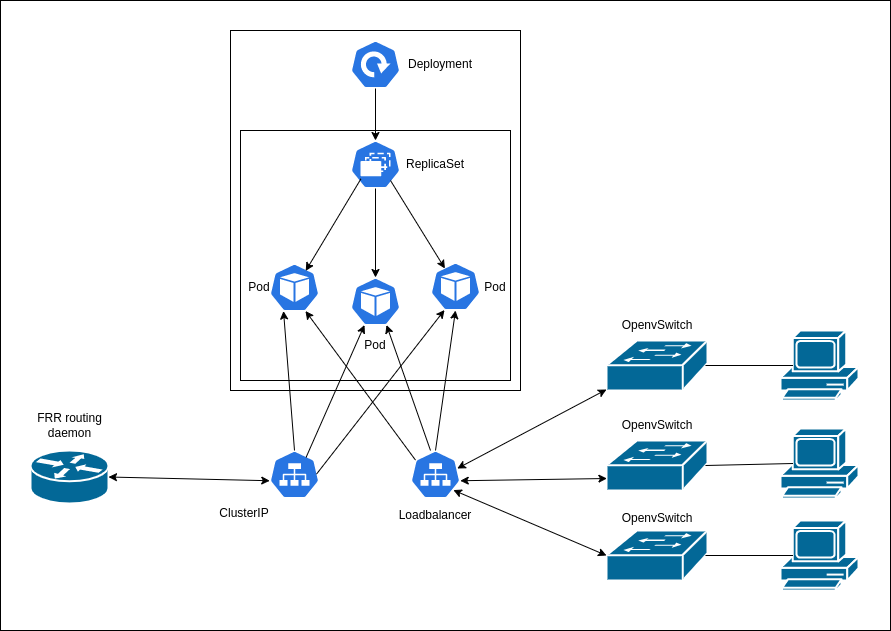 Deployment
ReplicaSet
Pod
Pod
Pod
OpenvSwitch
FRR routing
daemon
OpenvSwitch
ClusterIP
Loadbalancer
OpenvSwitch